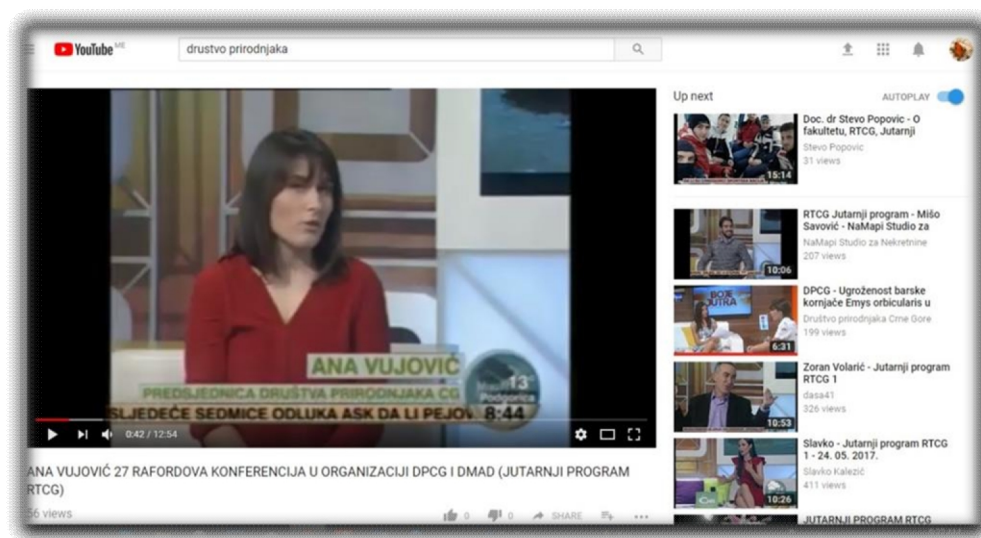 YouTube ME
drustvo prirodnjaka
ANA VUJOVIĆ
PREDSJEDNICA DRUŠTVA PRIRODNJAKA CG
13°
Podgorica
SLJEDEĆE SEDMICE ODLUKA ASK DA LI PEJOV
8:44
0:42 / 12:54
ANA VUJOVIĆ 27 RAFORDOVA KONFERENCIJA U ORGANIZACIJI DPCG I DMAD (JUTARNJI PROGRAM
RTCG)
56 views
0
0
SHARE
Up next
AUTOPLAY
Doc. dr Stevo Popovic - O
fakultetu, RTCG, Jutarnji
Stevo Popovic
31 views
15:14
RTCG Jutarnji program - Mišo
Savović - NaMapi Studio za
NaMapi Studio za Nekretnine
207 views
10:06
DPCG - Ugroženost barske
kornjače Emys orbicularis u
Društvo prirodnjaka Crne Gore
199 views
BOJE
JUTRA
6:31
Zoran Volarić - Jutarnji program
RTCG 1
dasa41
326 views
10:53
Slavko - Jutarnji program RTCG
1 - 24. 05. 2017.
Slavko Kalezić
411 views
10:26
JUTARNJI PROGRAM RTCG